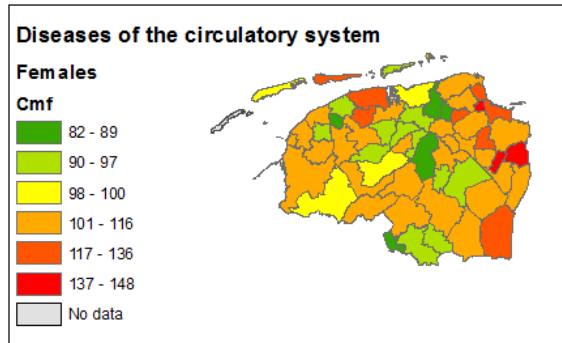 Diseases of the circulatory system
Females
Cmf
82 - 89
90 - 97
98 - 100
101 - 116
117 - 136
137 - 148
No data